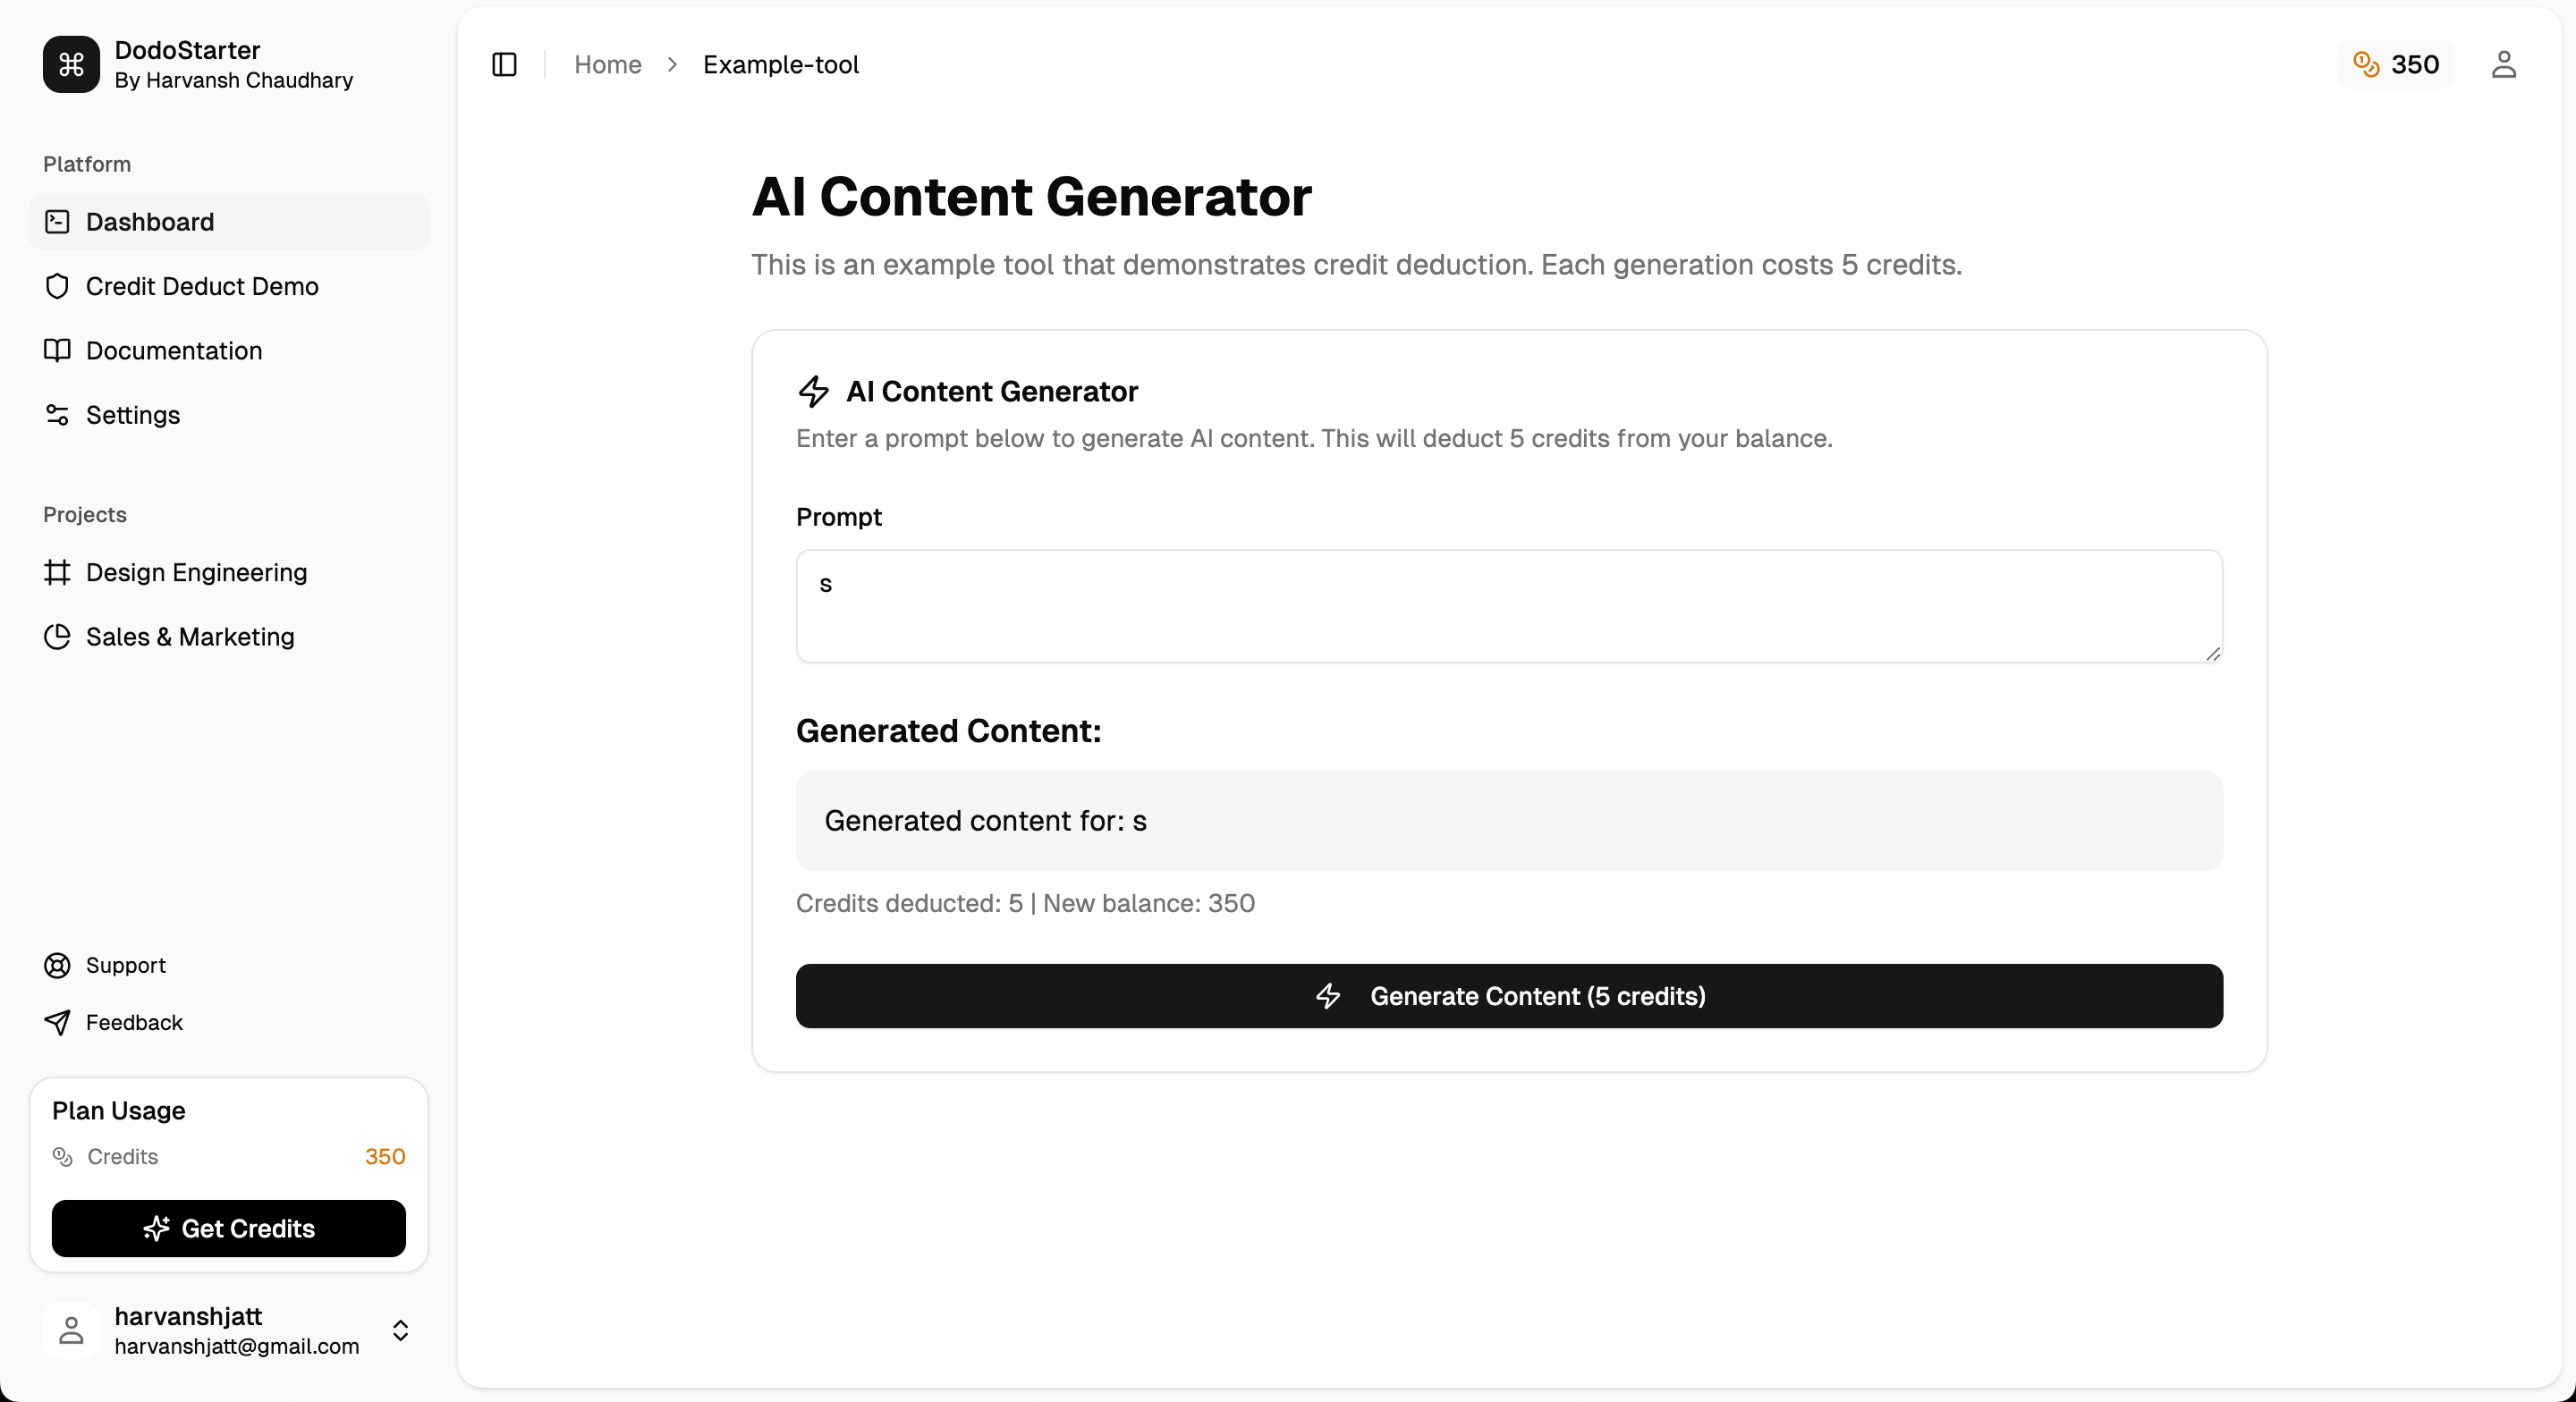 DodoStarter
By Harvansh Chaudhary
Platform
Dashboard
Credit Deduct Demo
Documentation
Settings
Projects
Design Engineering
Sales & Marketing
Support
Feedback
Plan Usage
Credits 350
Get Credits
harvanshjatt
harvanshjatt@gmail.com
Home > Example-tool
350
AI Content Generator
This is an example tool that demonstrates credit deduction. Each generation costs 5 credits.
AI Content Generator
Enter a prompt below to generate AI content. This will deduct 5 credits from your balance.
Prompt
s
Generated Content:
Generated content for: s
Credits deducted: 5 | New balance: 350
Generate Content (5 credits)